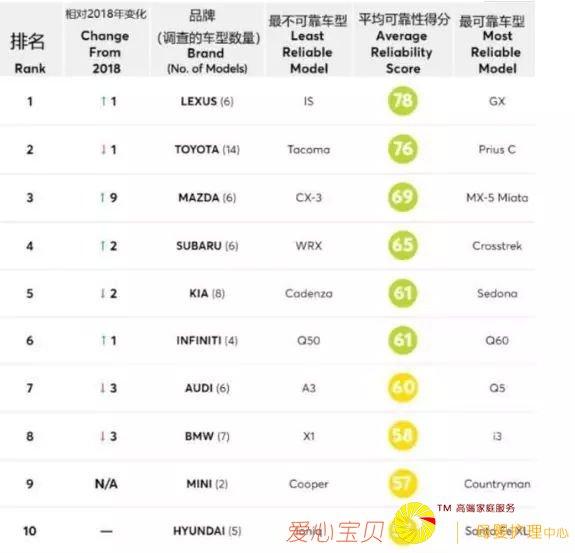 排名 Rank
相对2018年变化 Change From 2018
品牌 (调查的车型数量) Brand (No. of Models)
最不可靠车型 Least Reliable Model
平均可靠性得分 Average Reliability Score
最可靠车型 Most Reliable Model
1 ↑ 1 LEXUS (6) IS 78 GX
2 ↓ 1 TOYOTA (14) Tacoma 76 Prius C
3 ↑ 9 MAZDA (6) CX-3 69 MX-5 Miata
4 ↑ 2 SUBARU (6) WRX 65 Crosstrek
5 ↓ 2 KIA (8) Cadenza 61 Sedona
6 ↑ 1 INFINITI (4) Q50 61 Q60
7 ↓ 3 AUDI (6) A3 60 Q5
8 ↓ 3 BMW (7) X1 58 i3
9 N/A MINI (2) Cooper 57 Countryman
10 — HYUNDAI (5) Santa Fe XL
TM 高端家庭服务
爱心宝贝
母婴护理中心